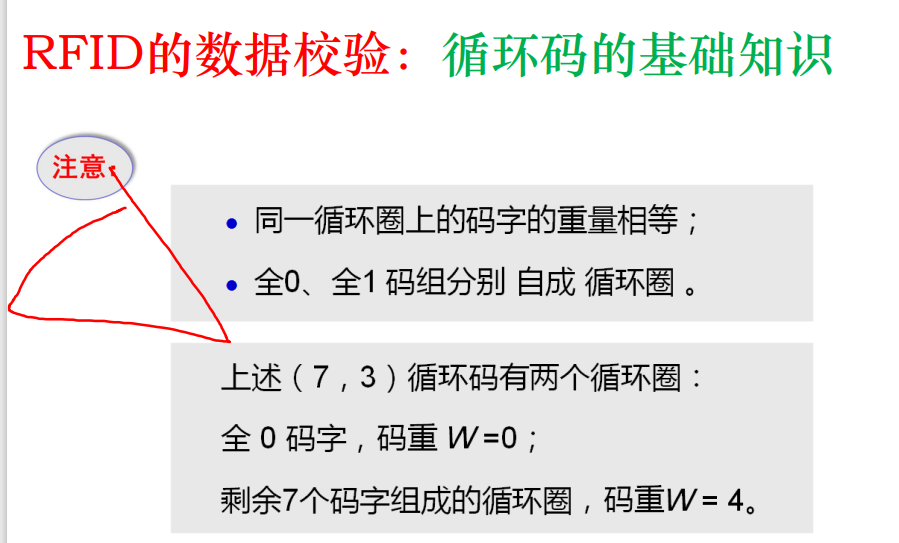 RFID的数据校验：循环码的基础知识
注意:
• 同一循环圈上的码字的重量相等；
• 全0、全1 码组分别 自成 循环圈 。
上述（7，3）循环码有两个循环圈：
全 0 码字，码重 W =0；
剩余7个码字组成的循环圈，码重W = 4。